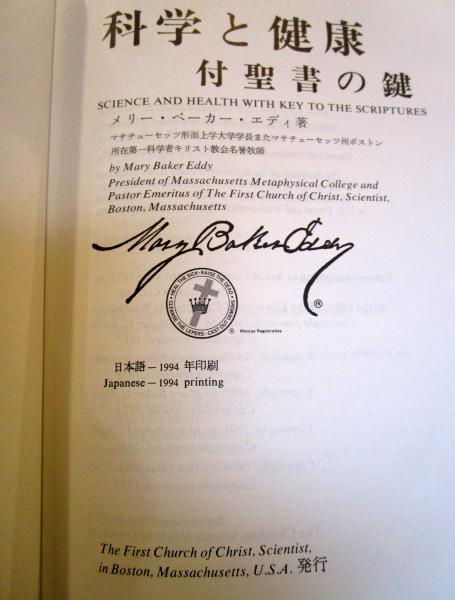 科学と健康
付聖書の鍵
SCIENCE AND HEALTH WITH KEY TO THE SCRIPTURES
メリー・ベーカー・エディ著
マサチューセッツ形而上学大学学長またマサチューセッツ州ボストン
所在第一科学者キリスト教会名誉牧師
by Mary Baker Eddy
President of Massachusetts Metaphysical College and
Pastor Emeritus of The First Church of Christ, Scientist,
Boston, Massachusetts
Mary Baker Eddy
®
HEAL THE SICK • RAISE THE DEAD • CLEANSE THE LEPERS • CAST OUT DEMONS
® Marcas Registradas
日本語 — 1994 年印刷
Japanese — 1994 printing
The First Church of Christ, Scientist,
in Boston, Massachusetts, U.S.A. 発行